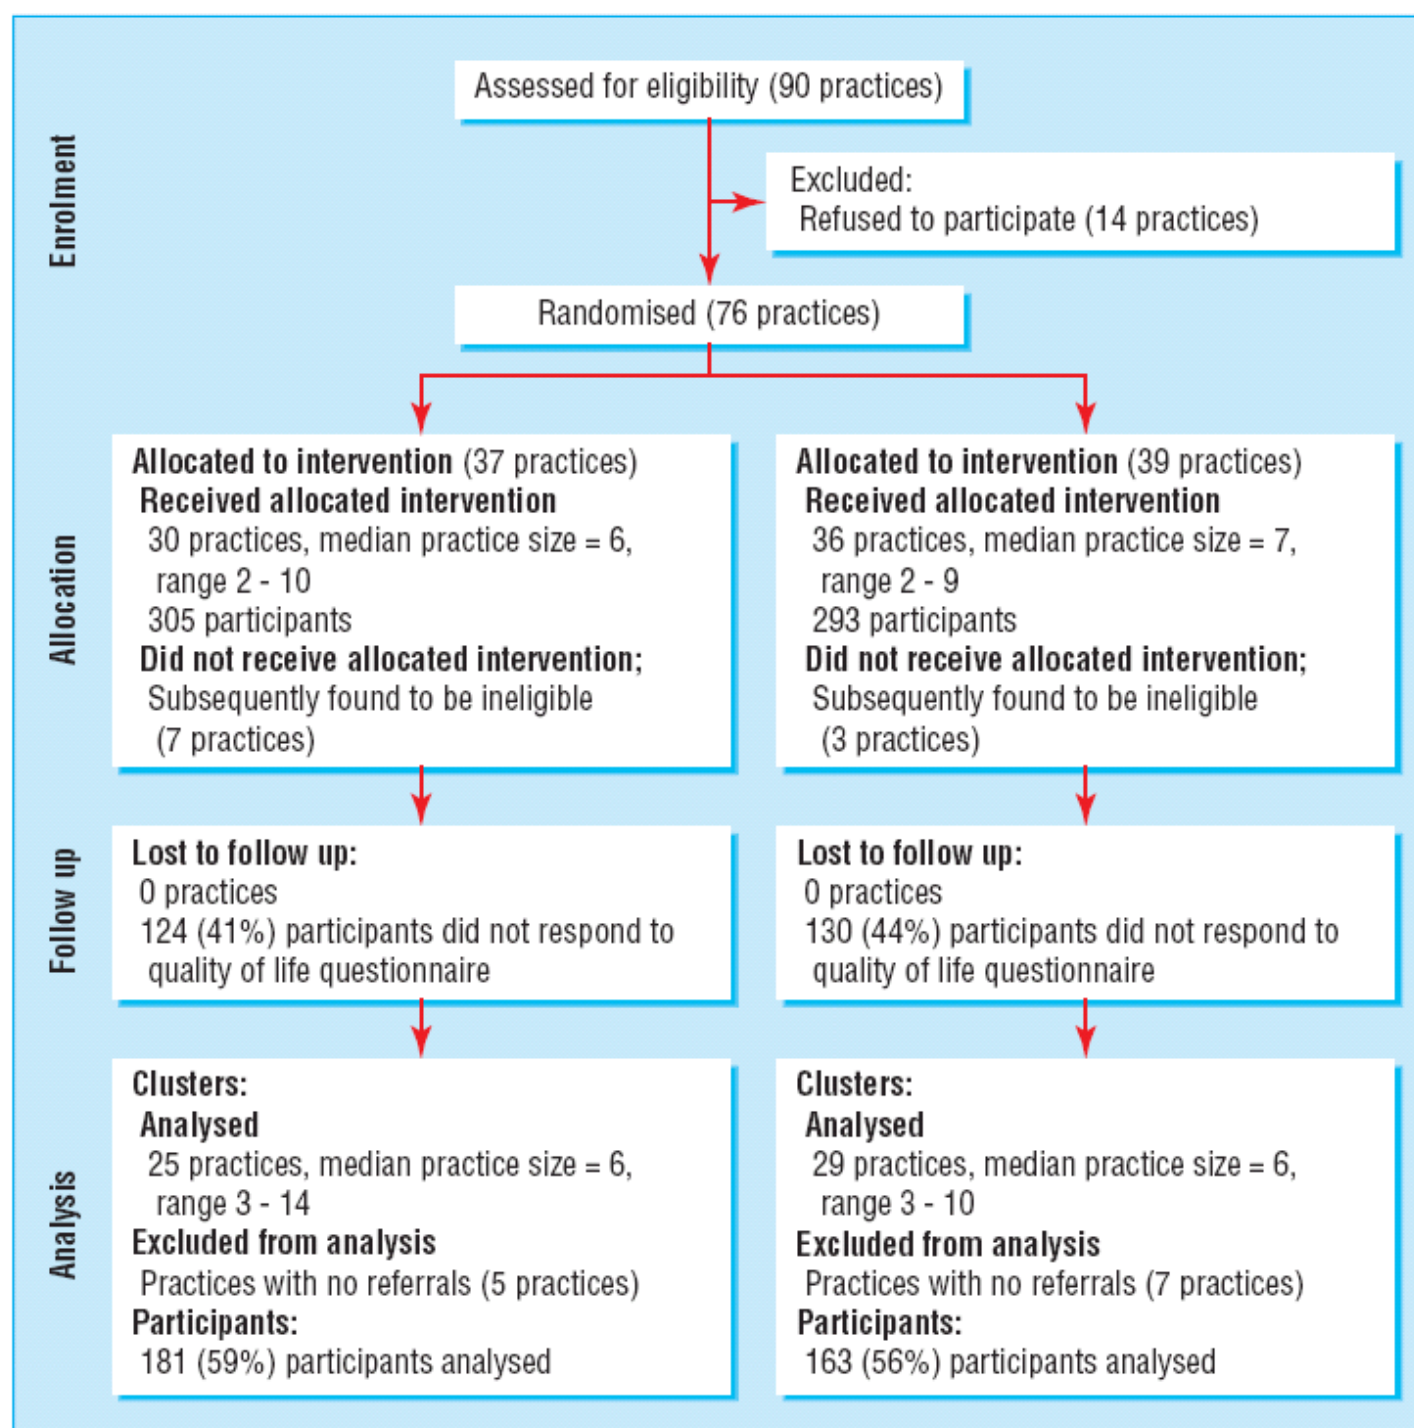 Enrolment
Assessed for eligibility (90 practices)
Excluded:
Refused to participate (14 practices)
Randomised (76 practices)
Allocation
Allocated to intervention (37 practices)
Received allocated intervention
30 practices, median practice size = 6,
range 2 - 10
305 participants
Did not receive allocated intervention;
Subsequently found to be ineligible
(7 practices)
Allocated to intervention (39 practices)
Received allocated intervention
36 practices, median practice size = 7,
range 2 - 9
293 participants
Did not receive allocated intervention;
Subsequently found to be ineligible
(3 practices)
Follow up
Lost to follow up:
0 practices
124 (41%) participants did not respond to
quality of life questionnaire
Lost to follow up:
0 practices
130 (44%) participants did not respond to
quality of life questionnaire
Analysis
Clusters:
Analysed
25 practices, median practice size = 6,
range 3 - 14
Excluded from analysis
Practices with no referrals (5 practices)
Participants:
181 (59%) participants analysed
Clusters:
Analysed
29 practices, median practice size = 6,
range 3 - 10
Excluded from analysis
Practices with no referrals (7 practices)
Participants:
163 (56%) participants analysed